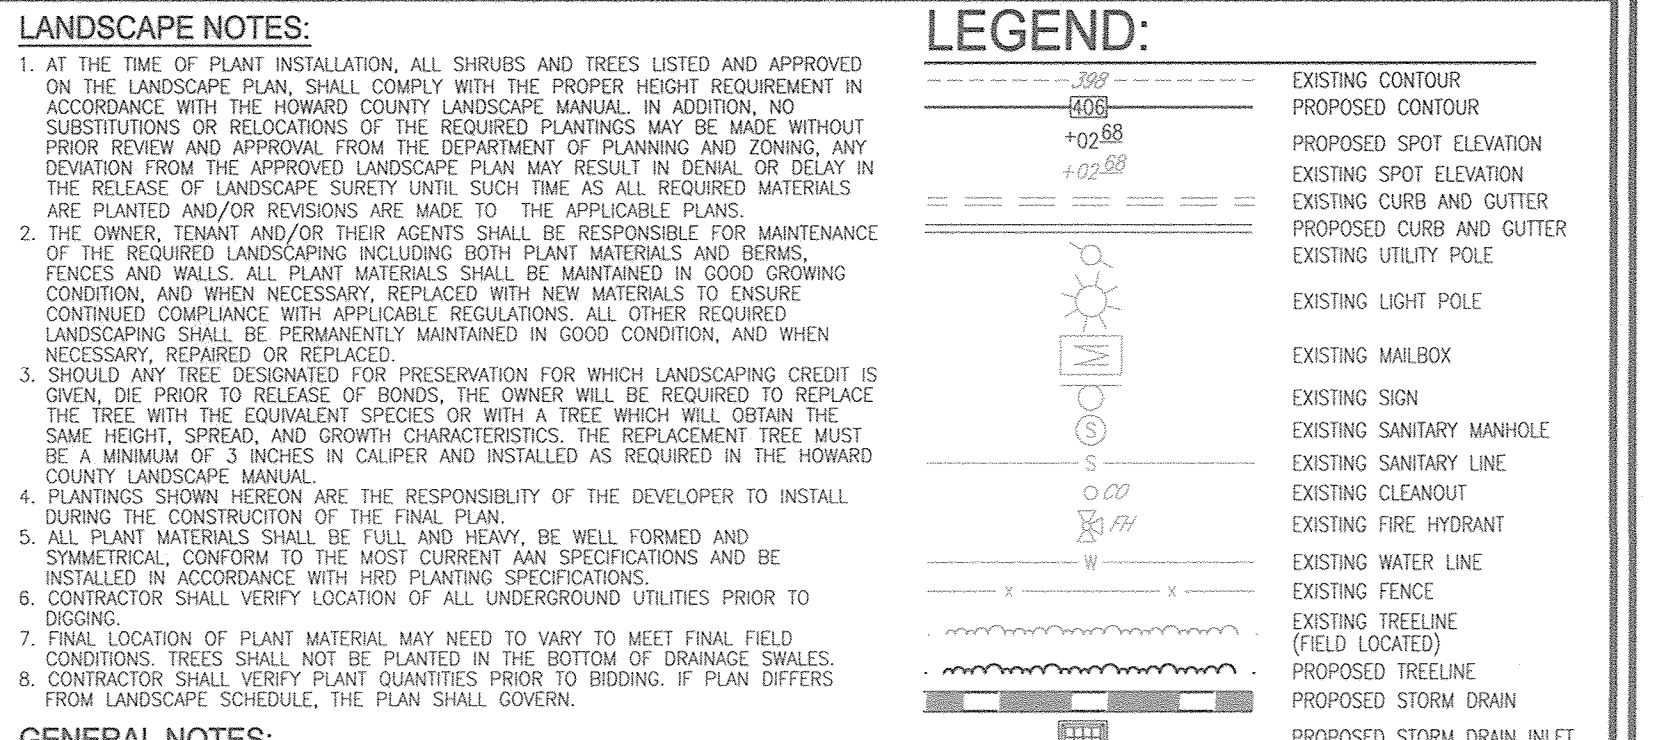 LANDSCAPE NOTES:
1. AT THE TIME OF PLANT INSTALLATION, ALL SHRUBS AND TREES LISTED AND APPROVED
ON THE LANDSCAPE PLAN, SHALL COMPLY WITH THE PROPER HEIGHT REQUIREMENT IN
ACCORDANCE WITH THE HOWARD COUNTY LANDSCAPE MANUAL. IN ADDITION, NO
SUBSTITUTIONS OR RELOCATIONS OF THE REQUIRED PLANTINGS MAY BE MADE WITHOUT
PRIOR REVIEW AND APPROVAL FROM THE DEPARTMENT OF PLANNING AND ZONING, ANY
DEVIATION FROM THE APPROVED LANDSCAPE PLAN MAY RESULT IN DENIAL OR DELAY IN
THE RELEASE OF LANDSCAPE SURETY UNTIL SUCH TIME AS ALL REQUIRED MATERIALS
ARE PLANTED AND/OR REVISIONS ARE MADE TO THE APPLICABLE PLANS.
2. THE OWNER, TENANT AND/OR THEIR AGENTS SHALL BE RESPONSIBLE FOR MAINTENANCE
OF THE REQUIRED LANDSCAPING INCLUDING BOTH PLANT MATERIALS AND BERMS,
FENCES AND WALLS. ALL PLANT MATERIALS SHALL BE MAINTAINED IN GOOD GROWING
CONDITION, AND WHEN NECESSARY, REPLACED WITH NEW MATERIALS TO ENSURE
CONTINUED COMPLIANCE WITH APPLICABLE REGULATIONS. ALL OTHER REQUIRED
LANDSCAPING SHALL BE PERMANENTLY MAINTAINED IN GOOD CONDITION, AND WHEN
NECESSARY, REPAIRED OR REPLACED.
3. SHOULD ANY TREE DESIGNATED FOR PRESERVATION FOR WHICH LANDSCAPING CREDIT IS
GIVEN, DIE PRIOR TO RELEASE OF BONDS, THE OWNER WILL BE REQUIRED TO REPLACE
THE TREE WITH THE EQUIVALENT SPECIES OR WITH A TREE WHICH WILL OBTAIN THE
SAME HEIGHT, SPREAD, AND GROWTH CHARACTERISTICS. THE REPLACEMENT TREE MUST
BE A MINIMUM OF 3 INCHES IN CALIPER AND INSTALLED AS REQUIRED IN THE HOWARD
COUNTY LANDSCAPE MANUAL.
4. PLANTINGS SHOWN HEREON ARE THE RESPONSIBLITY OF THE DEVELOPER TO INSTALL
DURING THE CONSTRUCITON OF THE FINAL PLAN.
5. ALL PLANT MATERIALS SHALL BE FULL AND HEAVY, BE WELL FORMED AND
SYMMETRICAL, CONFORM TO THE MOST CURRENT AAN SPECIFICATIONS AND BE
INSTALLED IN ACCORDANCE WITH HRD PLANTING SPECIFICATIONS.
6. CONTRACTOR SHALL VERIFY LOCATION OF ALL UNDERGROUND UTILITIES PRIOR TO
DIGGING.
7. FINAL LOCATION OF PLANT MATERIAL MAY NEED TO VARY TO MEET FINAL FIELD
CONDITIONS. TREES SHALL NOT BE PLANTED IN THE BOTTOM OF DRAINAGE SWALES.
8. CONTRACTOR SHALL VERIFY PLANT QUANTITIES PRIOR TO BIDDING. IF PLAN DIFFERS
FROM LANDSCAPE SCHEDULE, THE PLAN SHALL GOVERN.
GENERAL NOTES:
LEGEND:
398 EXISTING CONTOUR
406 PROPOSED CONTOUR
+02 68 PROPOSED SPOT ELEVATION
+02 68 EXISTING SPOT ELEVATION
EXISTING CURB AND GUTTER
PROPOSED CURB AND GUTTER
EXISTING UTILITY POLE
EXISTING LIGHT POLE
M EXISTING MAILBOX
EXISTING SIGN
S EXISTING SANITARY MANHOLE
S EXISTING SANITARY LINE
CO EXISTING CLEANOUT
FH EXISTING FIRE HYDRANT
W EXISTING WATER LINE
x x EXISTING FENCE
EXISTING TREELINE
(FIELD LOCATED)
PROPOSED TREELINE
PROPOSED STORM DRAIN
PROPOSED STORM DRAIN INLET